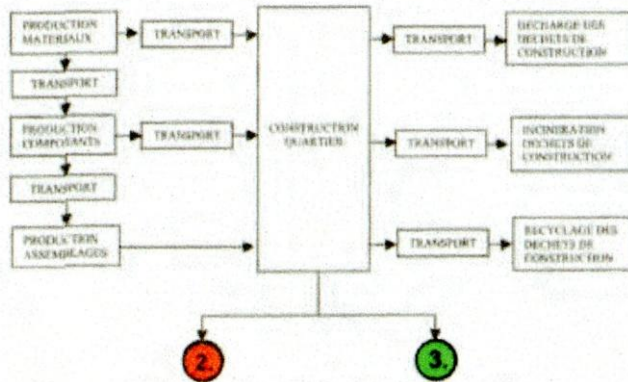 PRODUCTION
MATERIAUX
TRANSPORT
TRANSPORT
DECHARGE DES
DECHETS DE
CONSTRUCTION
TRANSPORT
PRODUCTION
COMPOSANTS
TRANSPORT
CONSTRUCTION
QUARTIER
TRANSPORT
INCINERATION
DECHETS DE
CONSTRUCTION
TRANSPORT
PRODUCTION
ASSEMBLAGES
TRANSPORT
RECYCLAGE DES
DECHETS DE
CONSTRUCTION
2.
3.